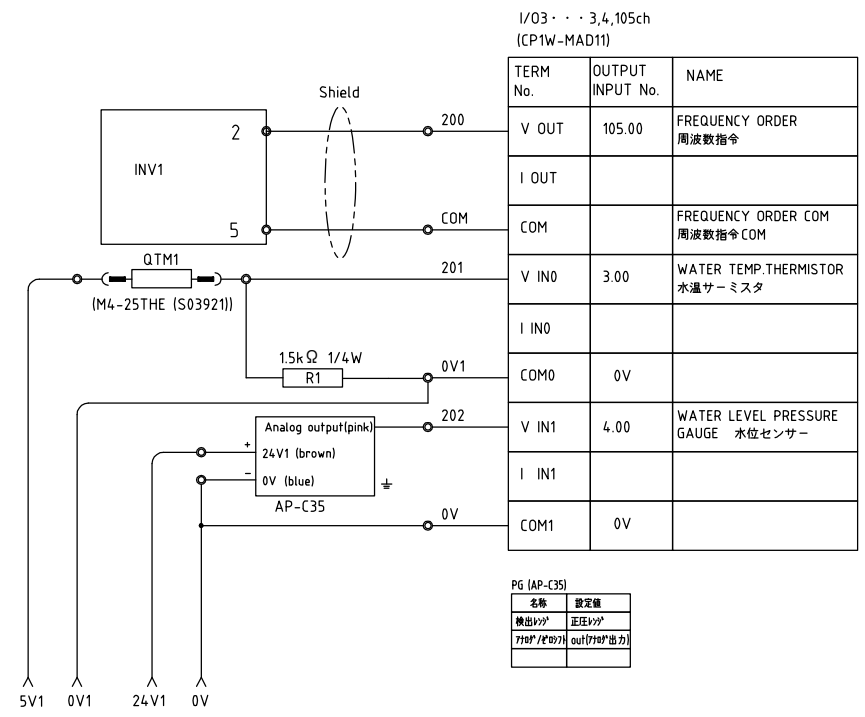 I/O3・・・3,4,105ch
(CP1W-MAD11)
TERM No.
OUTPUT INPUT No.
NAME
Shield
INV1
2
200
V OUT
105.00
FREQUENCY ORDER
周波数指令
I OUT
5
COM
COM
FREQUENCY ORDER COM
周波数指令COM
QTM1
(M4-25THE (S03921))
201
V IN0
3.00
WATER TEMP.THERMISTOR
水温サーミスタ
I IN0
1.5kΩ 1/4W
R1
0V1
COM0
0V
202
V IN1
4.00
WATER LEVEL PRESSURE
GAUGE 水位センサー
Analog output(pink)
+
24V1 (brown)
-
0V (blue)
AP-C35
I IN1
0V
COM1
0V
PG (AP-C35)
名称 設定値
検出ﾚﾝｼﾞ 正圧ﾚﾝｼﾞ
ｱﾅﾛｸﾞ/ｾﾞﾛｼﾌﾄ out(ｱﾅﾛｸﾞ出力)
5V1 0V1 24V1 0V